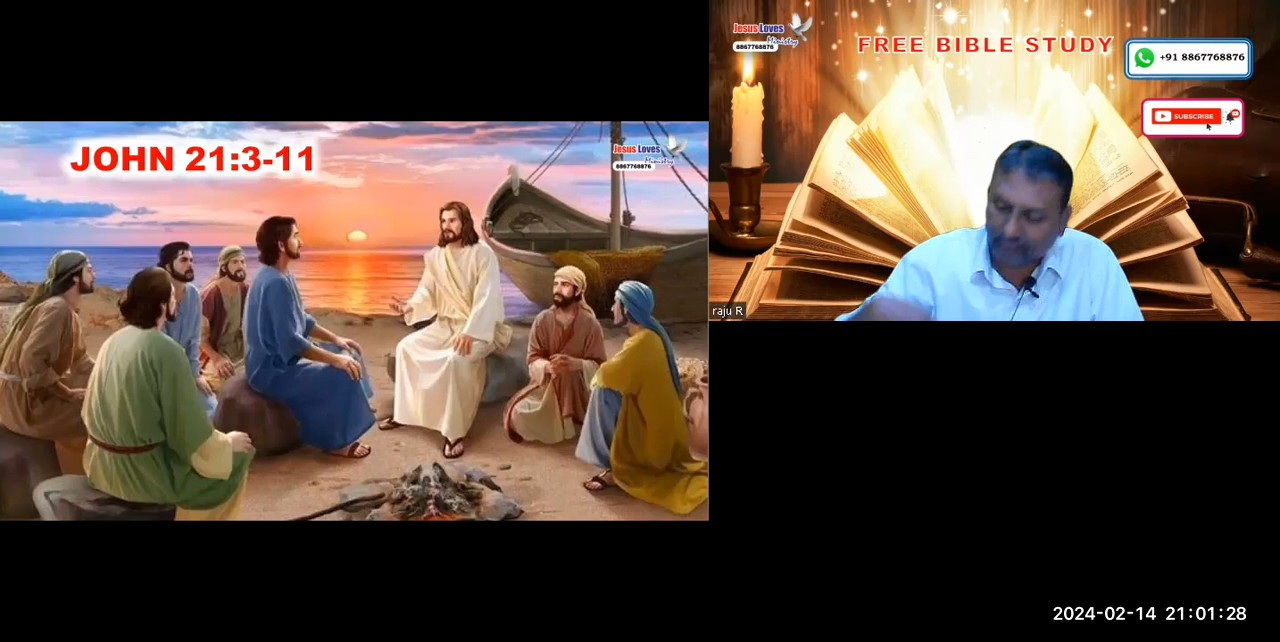 JOHN 21:3-11
Jesus Loves
Ministry
8867768876
Jesus Loves
Ministry
8867768876
FREE BIBLE STUDY
+91 8867768876
SUBSCRIBE
raju R
2024-02-14 21:01:28